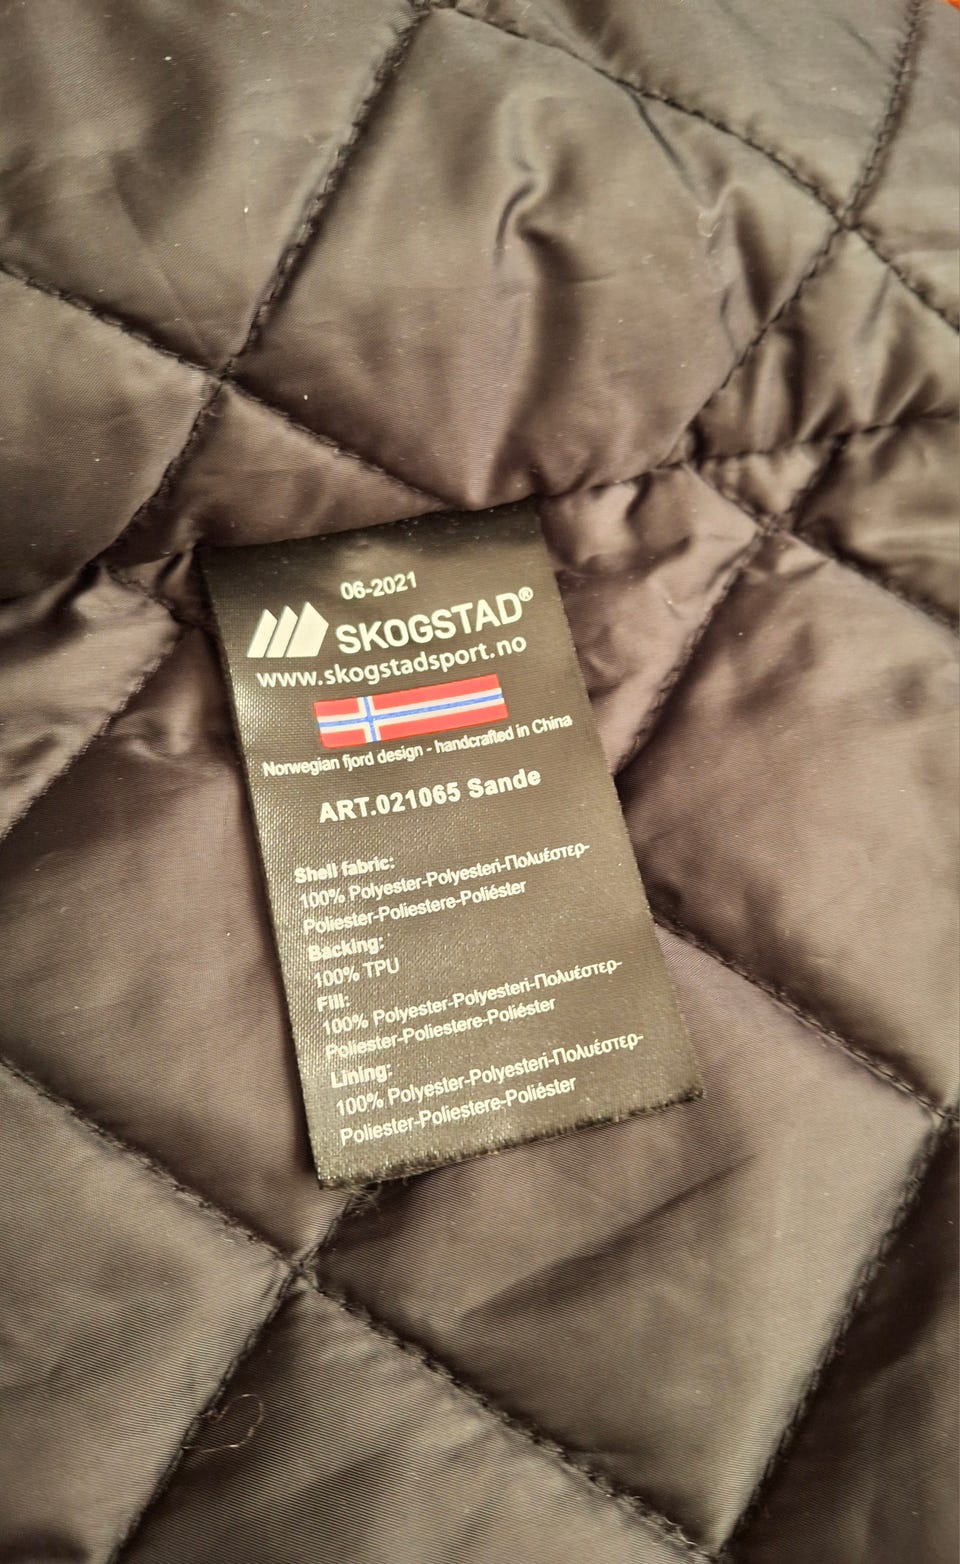 06-2021
SKOGSTAD®
www.skogstadsport.no
Norwegian fjord design - handcrafted in China
ART.021065 Sande
Shell fabric:
100% Polyester-Polyesteri-Πολυέστερ-
Poliester-Poliestere-Poliéster
Backing:
100% TPU
Fill:
100% Polyester-Polyesteri-Πολυέστερ-
Poliester-Poliestere-Poliéster
Lining:
100% Polyester-Polyesteri-Πολυέστερ-
Poliester-Poliestere-Poliéster